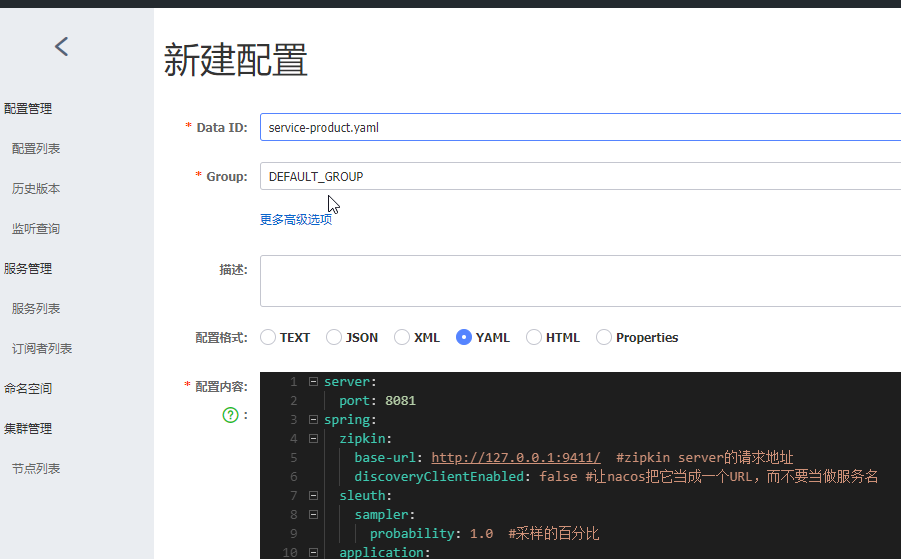 新建配置
配置管理
配置列表
历史版本
监听查询
服务管理
服务列表
订阅者列表
命名空间
集群管理
节点列表
* Data ID: service-product.yaml
* Group: DEFAULT_GROUP
更多高级选项
描述:
配置格式: TEXT JSON XML YAML HTML Properties
* 配置内容:
? :
1 server:
2 port: 8081
3 spring:
4 zipkin:
5 base-url: http://127.0.0.1:9411/ #zipkin server的请求地址
6 discoveryClientEnabled: false #让nacos把它当成一个URL，而不要当做服务名
7 sleuth:
8 sampler:
9 probability: 1.0 #采样的百分比
10 application: